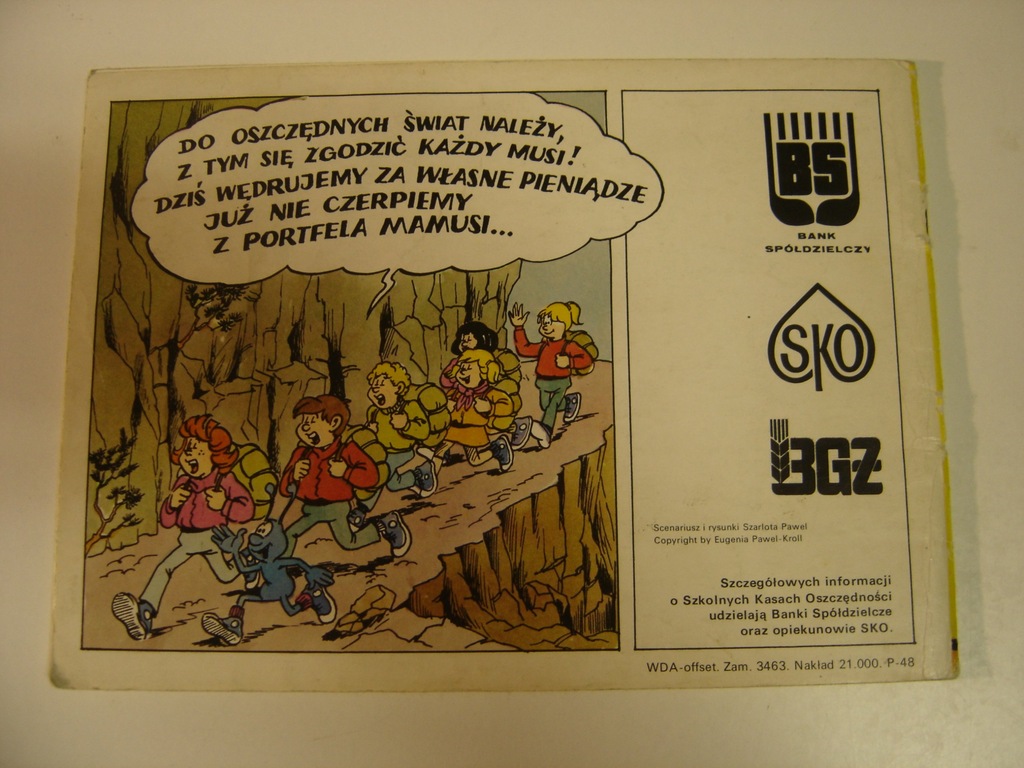 DO OSZCZĘDNYCH ŚWIAT NALEŻY,
Z TYM SIĘ ZGODZIĆ KAŻDY MUSI!
DZIŚ WĘDRUJEMY ZA WŁASNE PIENIĄDZE
JUŻ NIE CZERPIEMY
Z PORTFELA MAMUSI...
BS
BANK
SPÓŁDZIELCZY
SKO
BGŻ
Scenariusz i rysunki Szarlota Pawel
Copyright by Eugenia Pawel-Kroll
Szczegółowych informacji
o Szkolnych Kasach Oszczędności
udzielają Banki Spółdzielcze
oraz opiekunowie SKO.
WDA-offset. Zam. 3463. Nakład 21.000. P-48